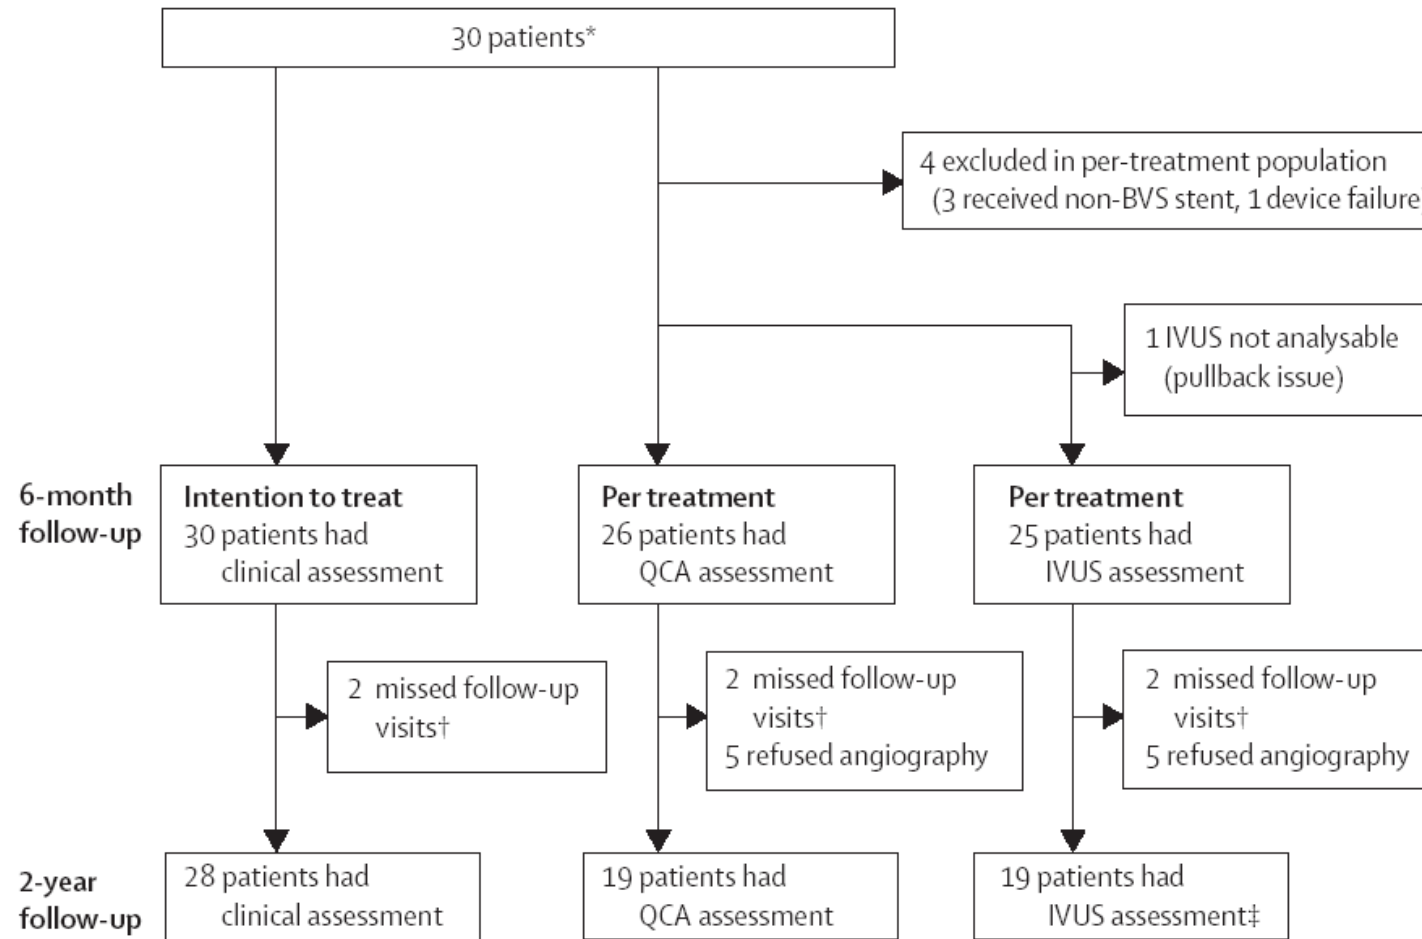 30 patients*
4 excluded in per-treatment population
(3 received non-BVS stent, 1 device failure)
1 IVUS not analysable
(pullback issue)
6-month
follow-up
Intention to treat
30 patients had
clinical assessment
Per treatment
26 patients had
QCA assessment
Per treatment
25 patients had
IVUS assessment
2 missed follow-up
visits†
2 missed follow-up
visits†
5 refused angiography
2 missed follow-up
visits†
5 refused angiography
2-year
follow-up
28 patients had
clinical assessment
19 patients had
QCA assessment
19 patients had
IVUS assessment‡